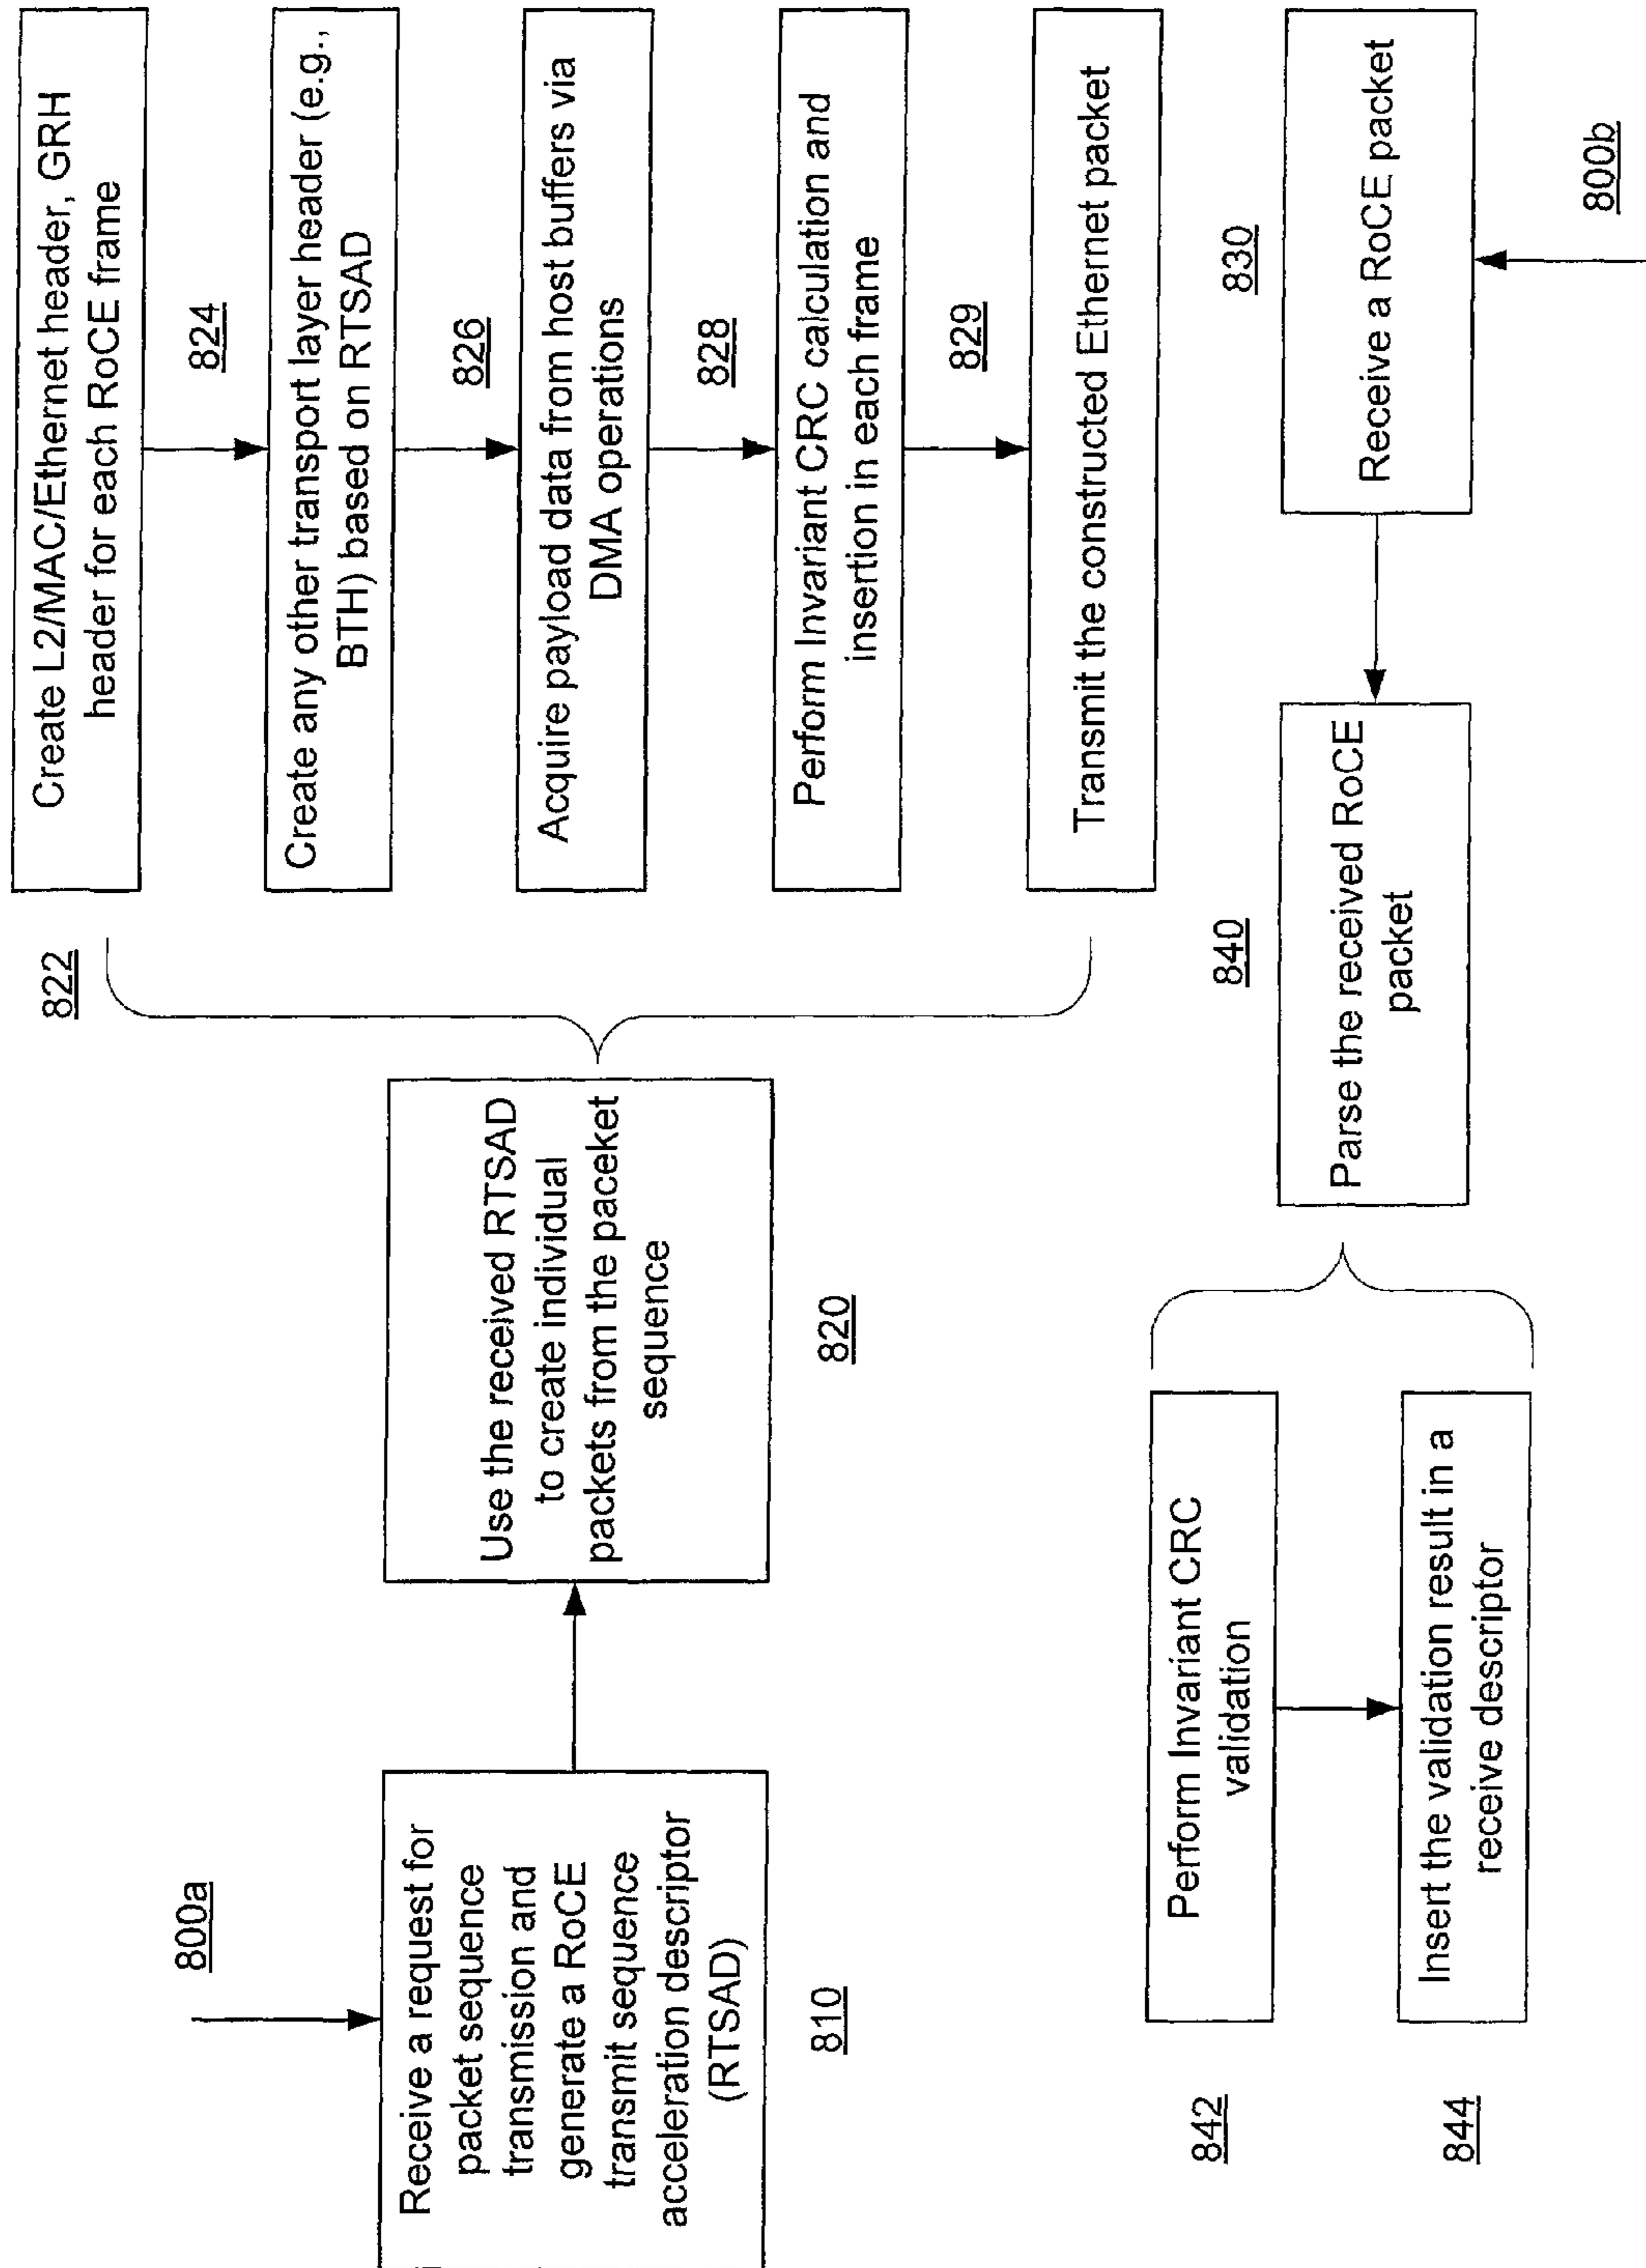 800a
Receive a request for
packet sequence
transmission and
generate a RoCE
transmit sequence
acceleration descriptor
(RTSAD)
810
Use the received RTSAD
to create individual
packets from the paceket
sequence
820
822
Create L2/MAC/Ethernet header, GRH
header for each RoCE frame
824
Create any other transport layer header (e.g.,
BTH) based on RTSAD
826
Acquire payload data from host buffers via
DMA operations
828
Perform Invariant CRC calculation and
insertion in each frame
829
Transmit the constructed Ethernet packet
800b
830
Receive a RoCE packet
840
Parse the received RoCE
packet
842
Perform Invariant CRC
validation
844
Insert the validation result in a
receive descriptor